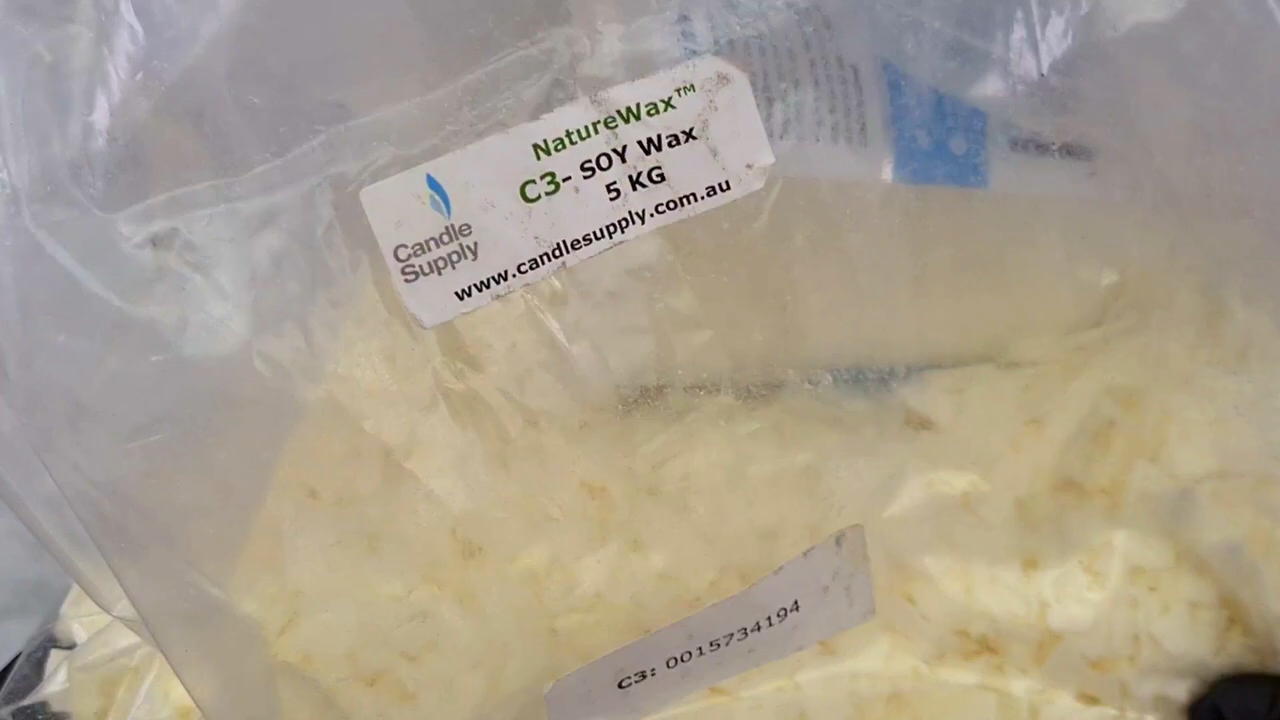 NatureWax™
C3- SOY Wax
5 KG
www.candlesupply.com.au
Candle
Supply
C3: 0015734194